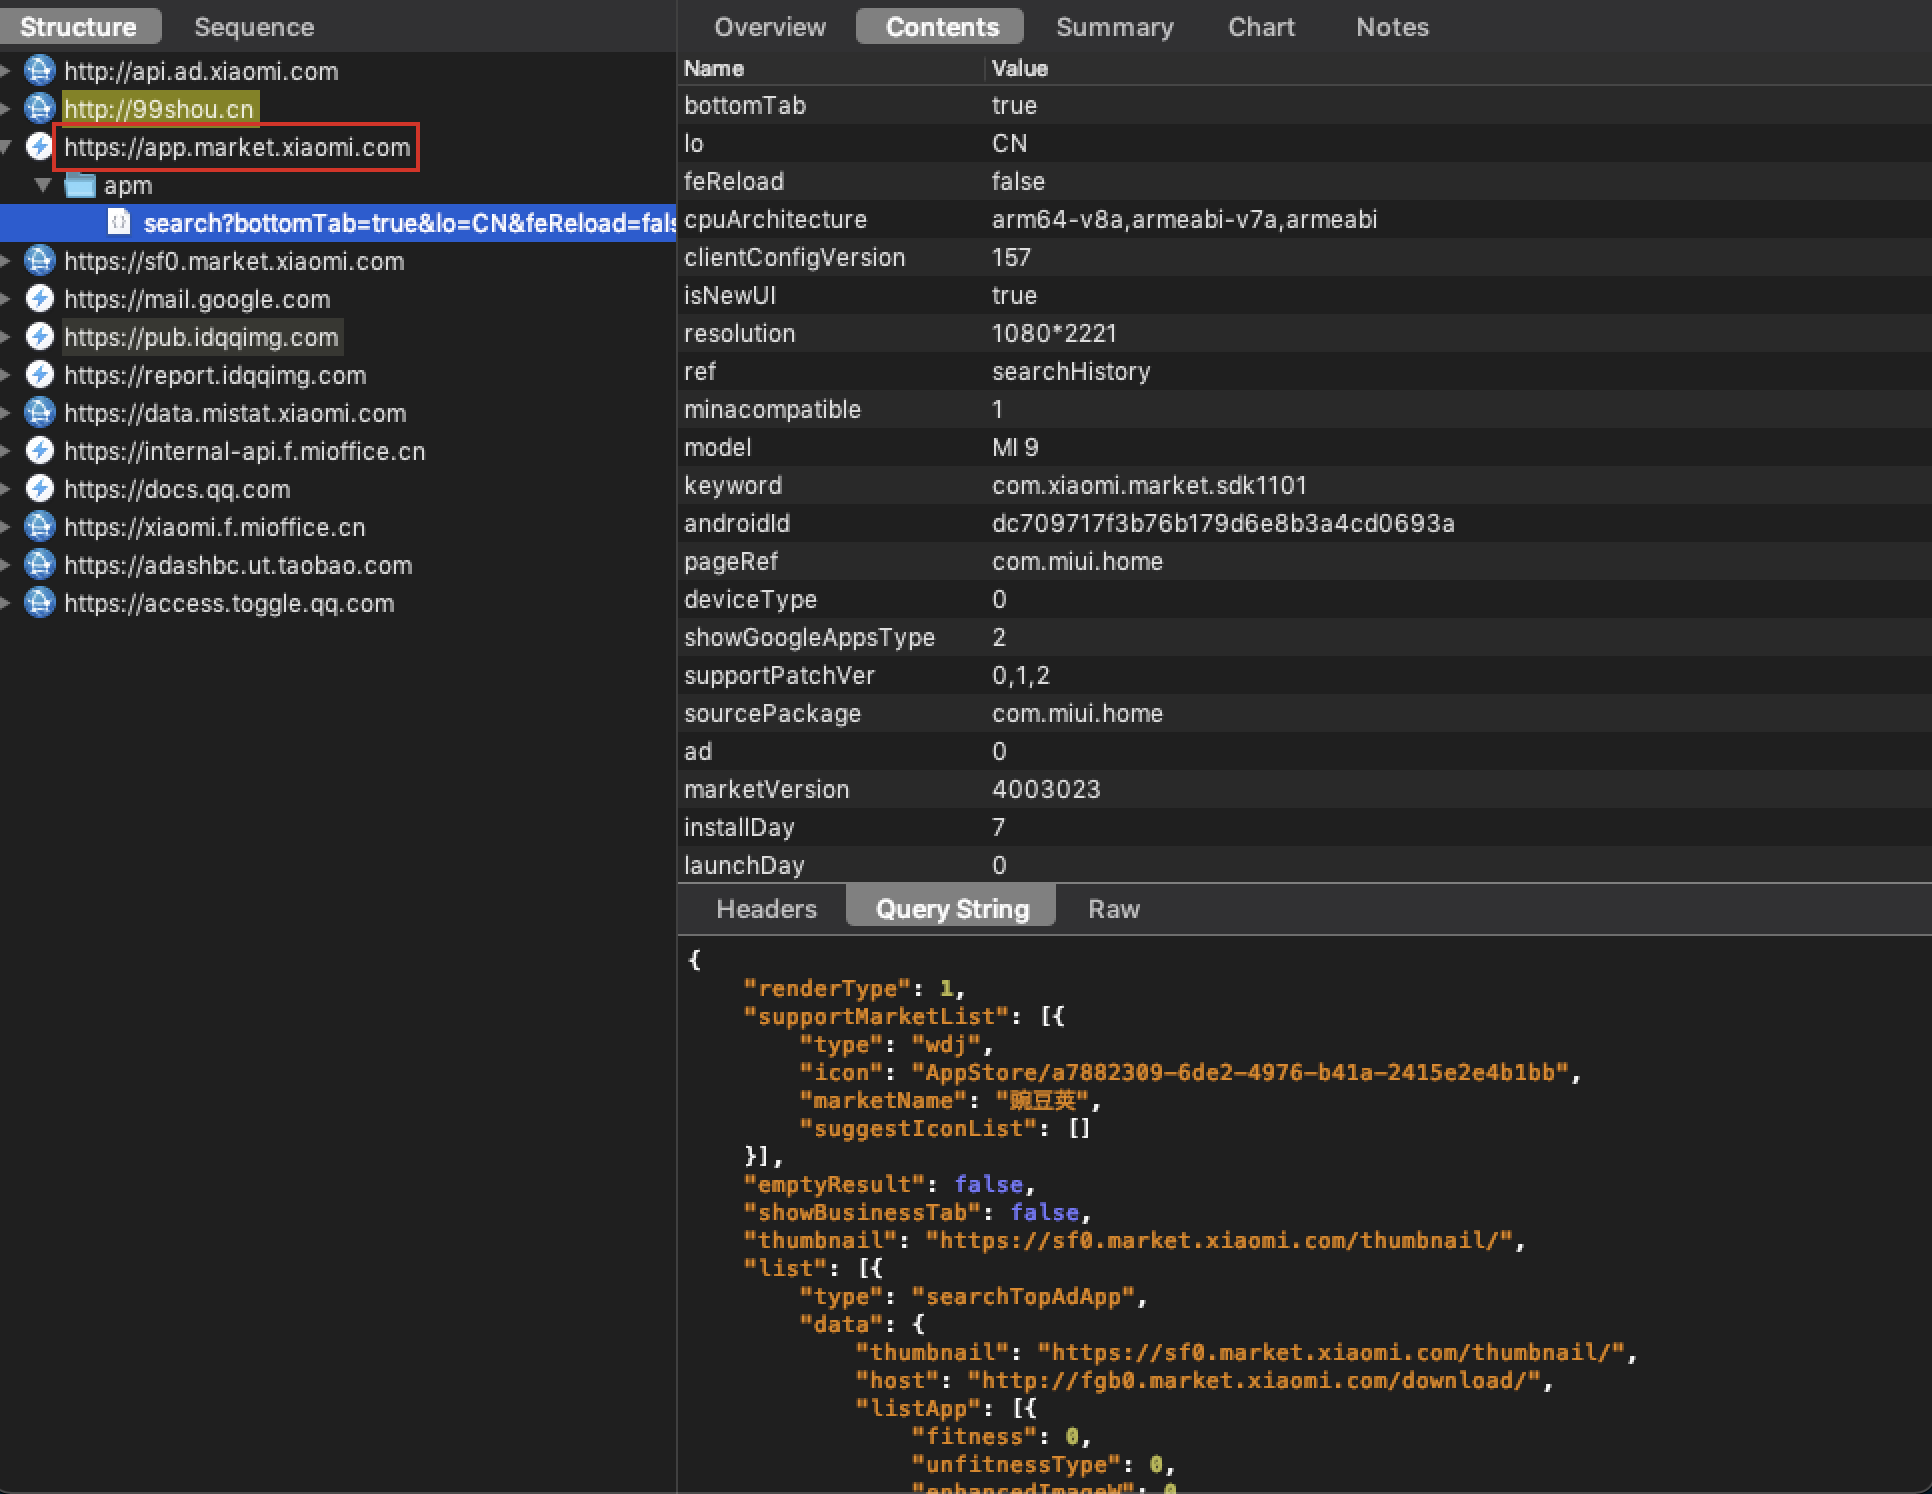 Structure
Sequence
http://api.ad.xiaomi.com
http://99shou.cn
https://app.market.xiaomi.com
apm
search?bottomTab=true&lo=CN&feReload=fals
https://sf0.market.xiaomi.com
https://mail.google.com
https://pub.idqqimg.com
https://report.idqqimg.com
https://data.mistat.xiaomi.com
https://internal-api.f.mioffice.cn
https://docs.qq.com
https://xiaomi.f.mioffice.cn
https://adashbc.ut.taobao.com
https://access.toggle.qq.com
Overview Contents Summary Chart Notes
Name Value
bottomTab true
lo CN
feReload false
cpuArchitecture arm64-v8a,armeabi-v7a,armeabi
clientConfigVersion 157
isNewUI true
resolution 1080*2221
ref searchHistory
minacompatible 1
model MI 9
keyword com.xiaomi.market.sdk1101
androidId dc709717f3b76b179d6e8b3a4cd0693a
pageRef com.miui.home
deviceType 0
showGoogleAppsType 2
supportPatchVer 0,1,2
sourcePackage com.miui.home
ad 0
marketVersion 4003023
installDay 7
launchDay 0
Headers Query String Raw
{
"renderType": 1,
"supportMarketList": [{
"type": "wdj",
"icon": "AppStore/a7882309-6de2-4976-b41a-2415e2e4b1bb",
"marketName": "豌豆荚",
"suggestIconList": []
}],
"emptyResult": false,
"showBusinessTab": false,
"thumbnail": "https://sf0.market.xiaomi.com/thumbnail/",
"list": [{
"type": "searchTopAdApp",
"data": {
"thumbnail": "https://sf0.market.xiaomi.com/thumbnail/",
"host": "http://fgb0.market.xiaomi.com/download/",
"listApp": [{
"fitness": 0,
"unfitnessType": 0,
"enhancedImageW": 0